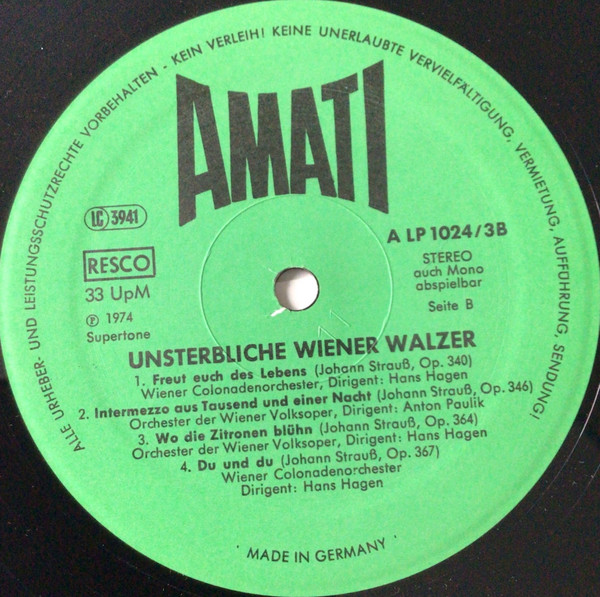 ALLE URHEBER- UND LEISTUNGSSCHUTZRECHTE VORBEHALTEN - KEIN VERLEIH! KEINE UNERLAUBTE VERVIELFÄLTIGUNG, VERMIETUNG, AUFFÜHRUNG, SENDUNG!
AMATI
LC 3941
A LP 1024/3B
RESCO
STEREO
auch Mono
abspielbar
33 UpM
Seite B
℗ 1974
Supertone
UNSTERBLICHE WIENER WALZER
1. Freut euch des Lebens (Johann Strauß, Op. 340)
Wiener Colonadenorchester, Dirigent: Hans Hagen
2. Intermezzo aus Tausend und einer Nacht (Johann Strauß, Op. 346)
Orchester der Wiener Volksoper, Dirigent: Anton Paulik
3. Wo die Zitronen blühn (Johann Strauß, Op. 364)
Orchester der Wiener Volksoper, Dirigent: Hans Hagen
4. Du und du (Johann Strauß, Op. 367)
Wiener Colonadenorchester
Dirigent: Hans Hagen
· MADE IN GERMANY ·